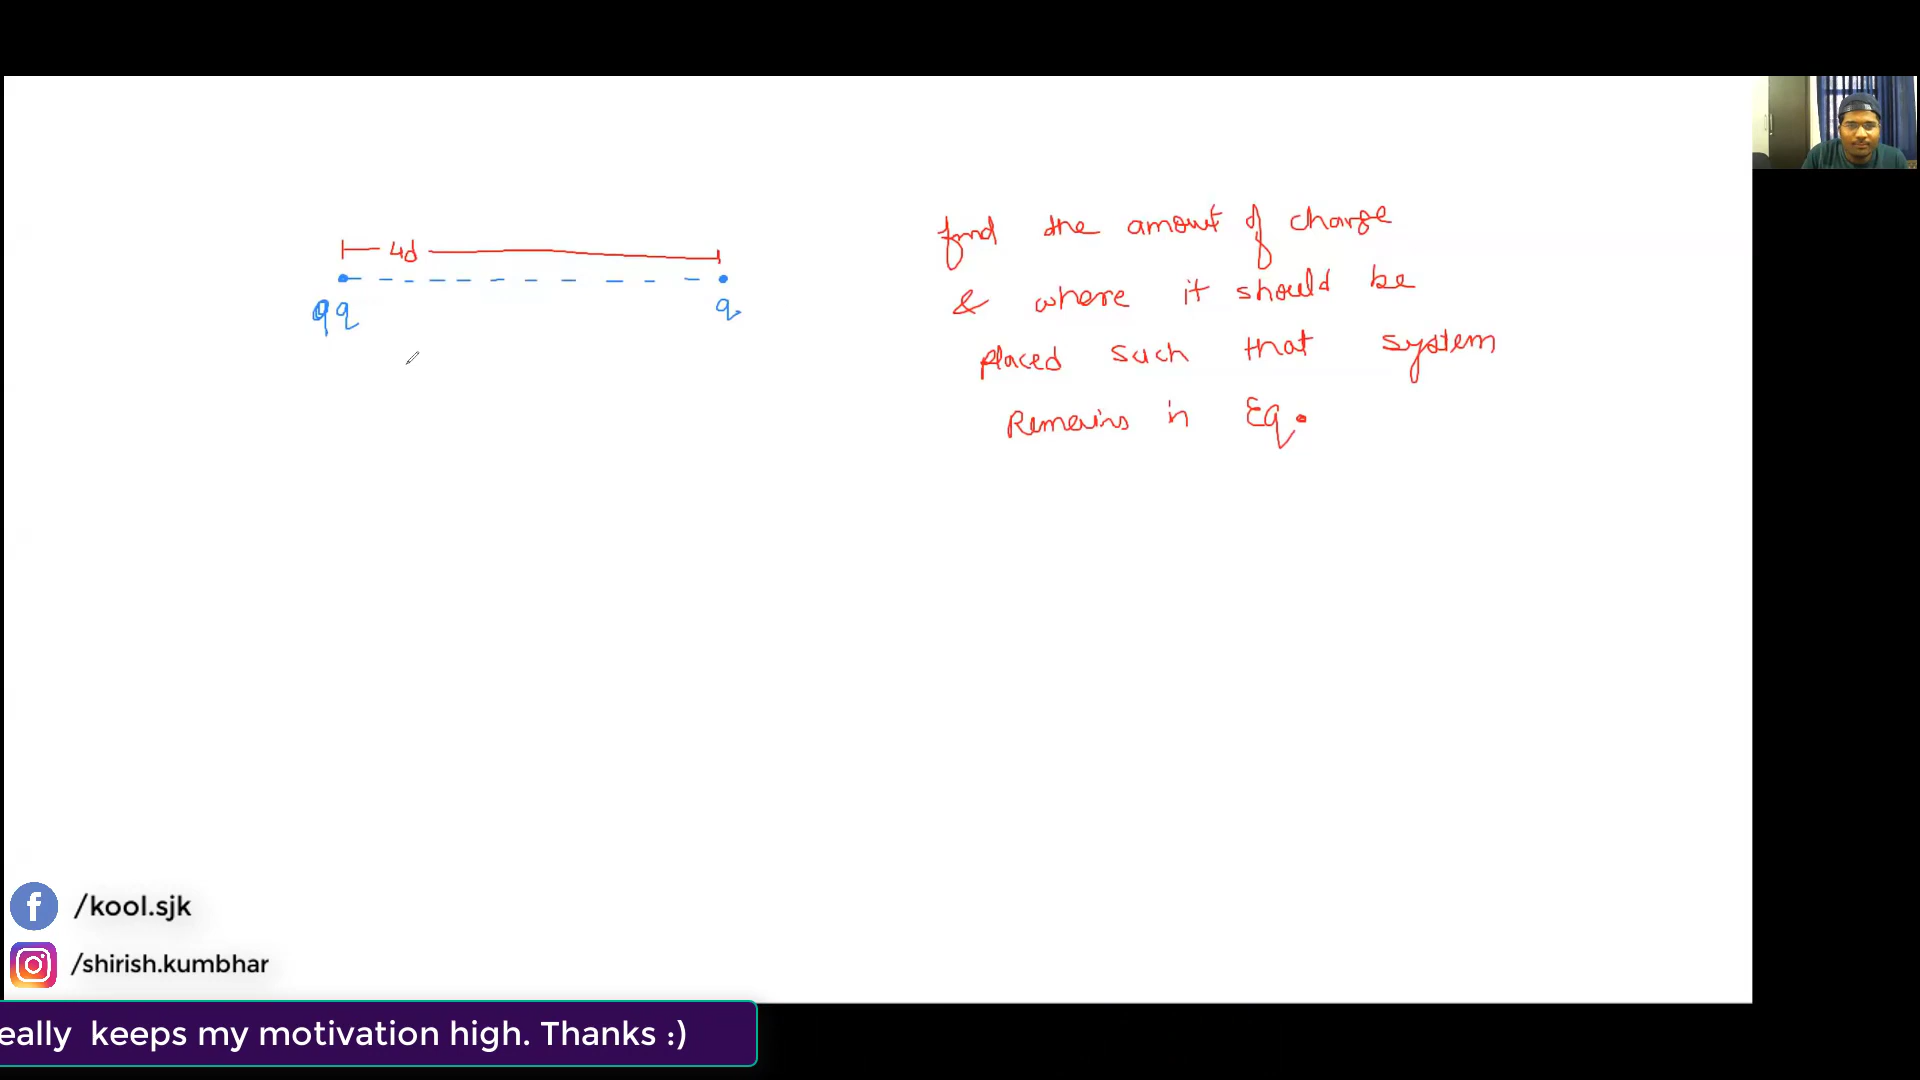 find the amount of charge
4d
& where it should be
9q
q
placed such that system
Remains in Eq.
/kool.sjk
/shirish.kumbhar
eally keeps my motivation high. Thanks :)